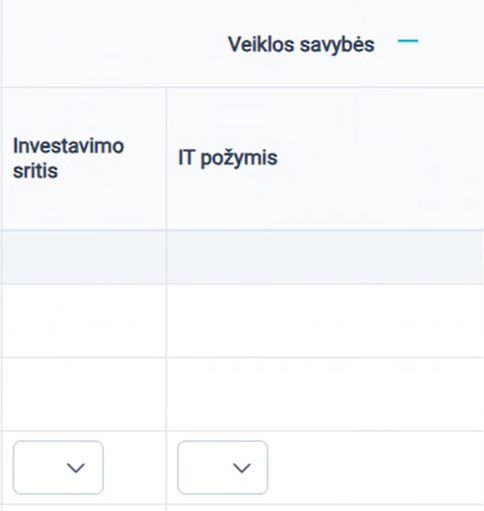 Veiklos savybės
Investavimo
sritis
IT požymis